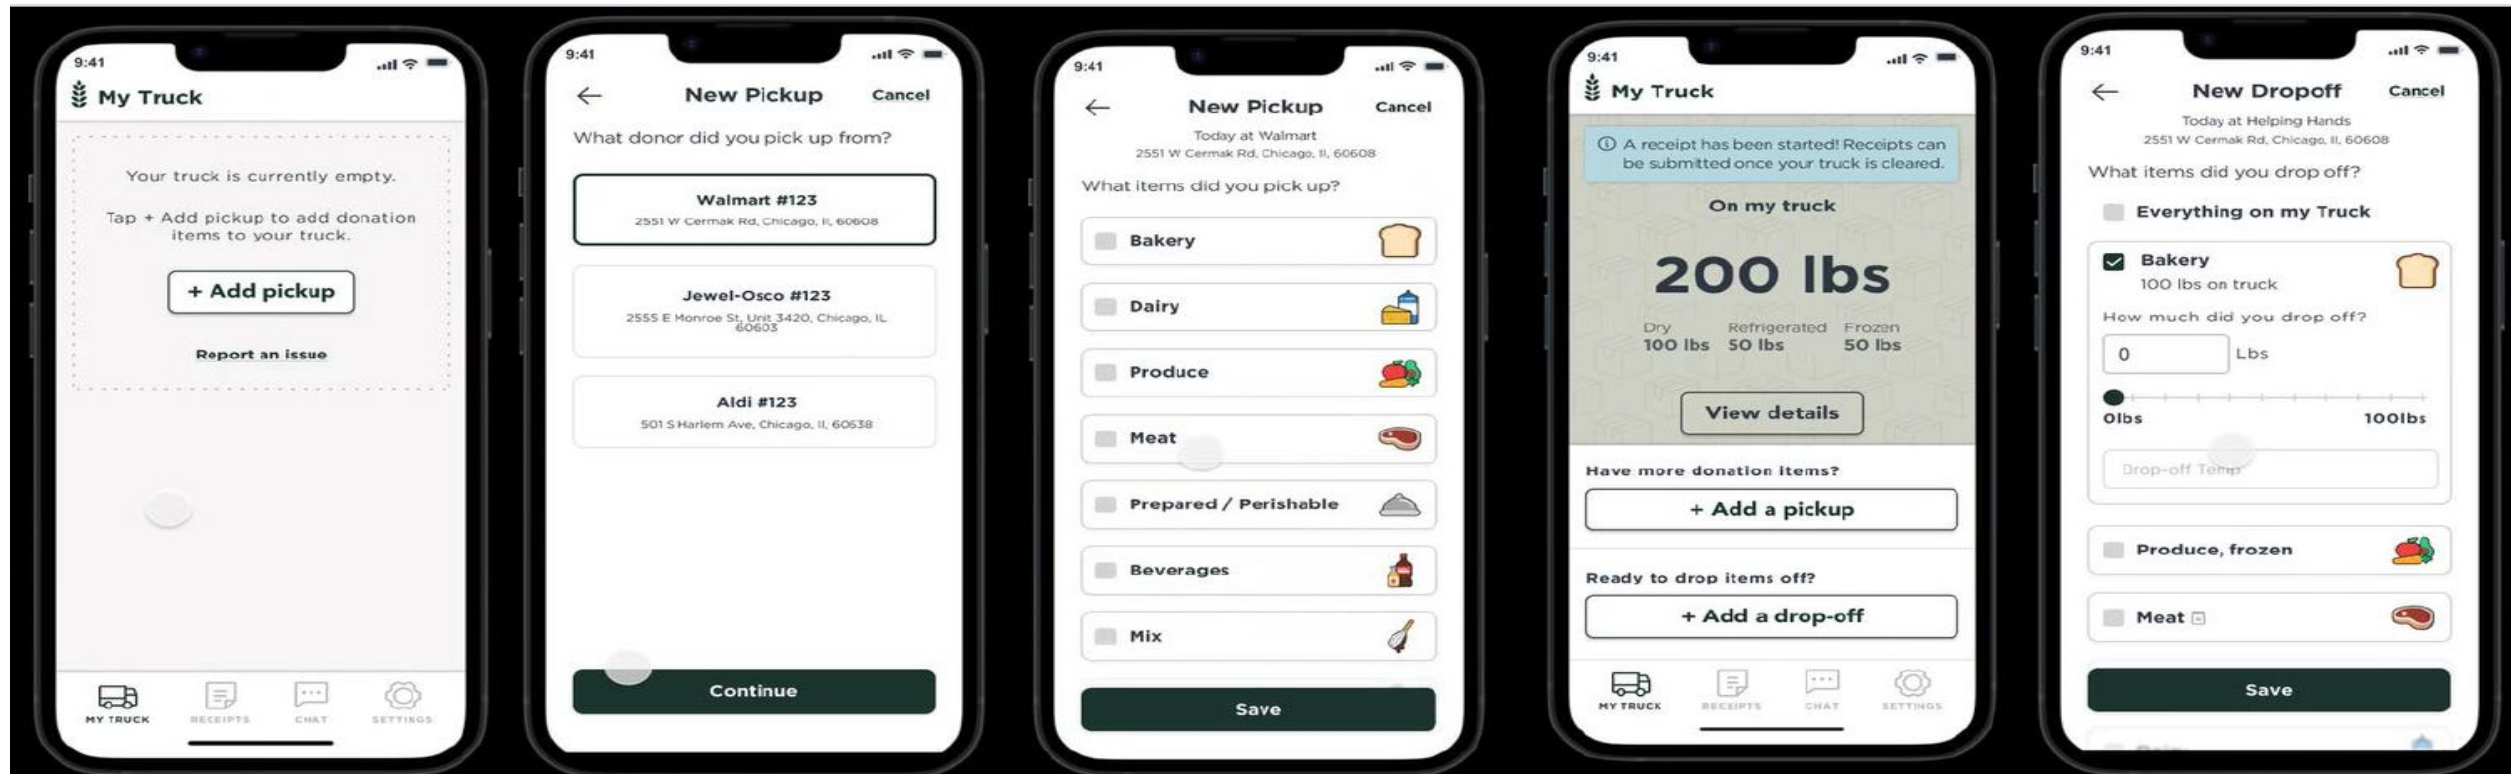 9:41
My Truck
Your truck is currently empty.
Tap + Add pickup to add donation
items to your truck.
+ Add pickup
Report an issue
MY TRUCK
RECEIPTS
CHAT
SETTINGS
9:41
New Pickup
Cancel
What donor did you pick up from?
Walmart #123
2551 W Cermak Rd, Chicago, Il, 60608
Jewel-Osco #123
2555 E Monroe St, Unit 3420, Chicago, IL
60603
Aldi #123
501 S Harlem Ave, Chicago, Il, 60638
Continue
9:41
New Pickup
Cancel
Today at Walmart
2551 W Cermak Rd, Chicago, Il, 60608
What items did you pick up?
Bakery
Dairy
Produce
Meat
Prepared / Perishable
Beverages
Mix
Save
9:41
My Truck
A receipt has been started! Receipts can
be submitted once your truck is cleared.
On my truck
200 lbs
Dry Refrigerated Frozen
100 lbs 50 lbs 50 lbs
View details
Have more donation items?
+ Add a pickup
Ready to drop items off?
+ Add a drop-off
MY TRUCK
RECEIPTS
CHAT
SETTINGS
9:41
New Dropoff
Cancel
Today at Helping Hands
2551 W Cermak Rd, Chicago, Il, 60608
What items did you drop off?
Everything on my Truck
Bakery
100 lbs on truck
How much did you drop off?
0 Lbs
0lbs 100lbs
Drop-off Temp
Produce, frozen
Meat
Save